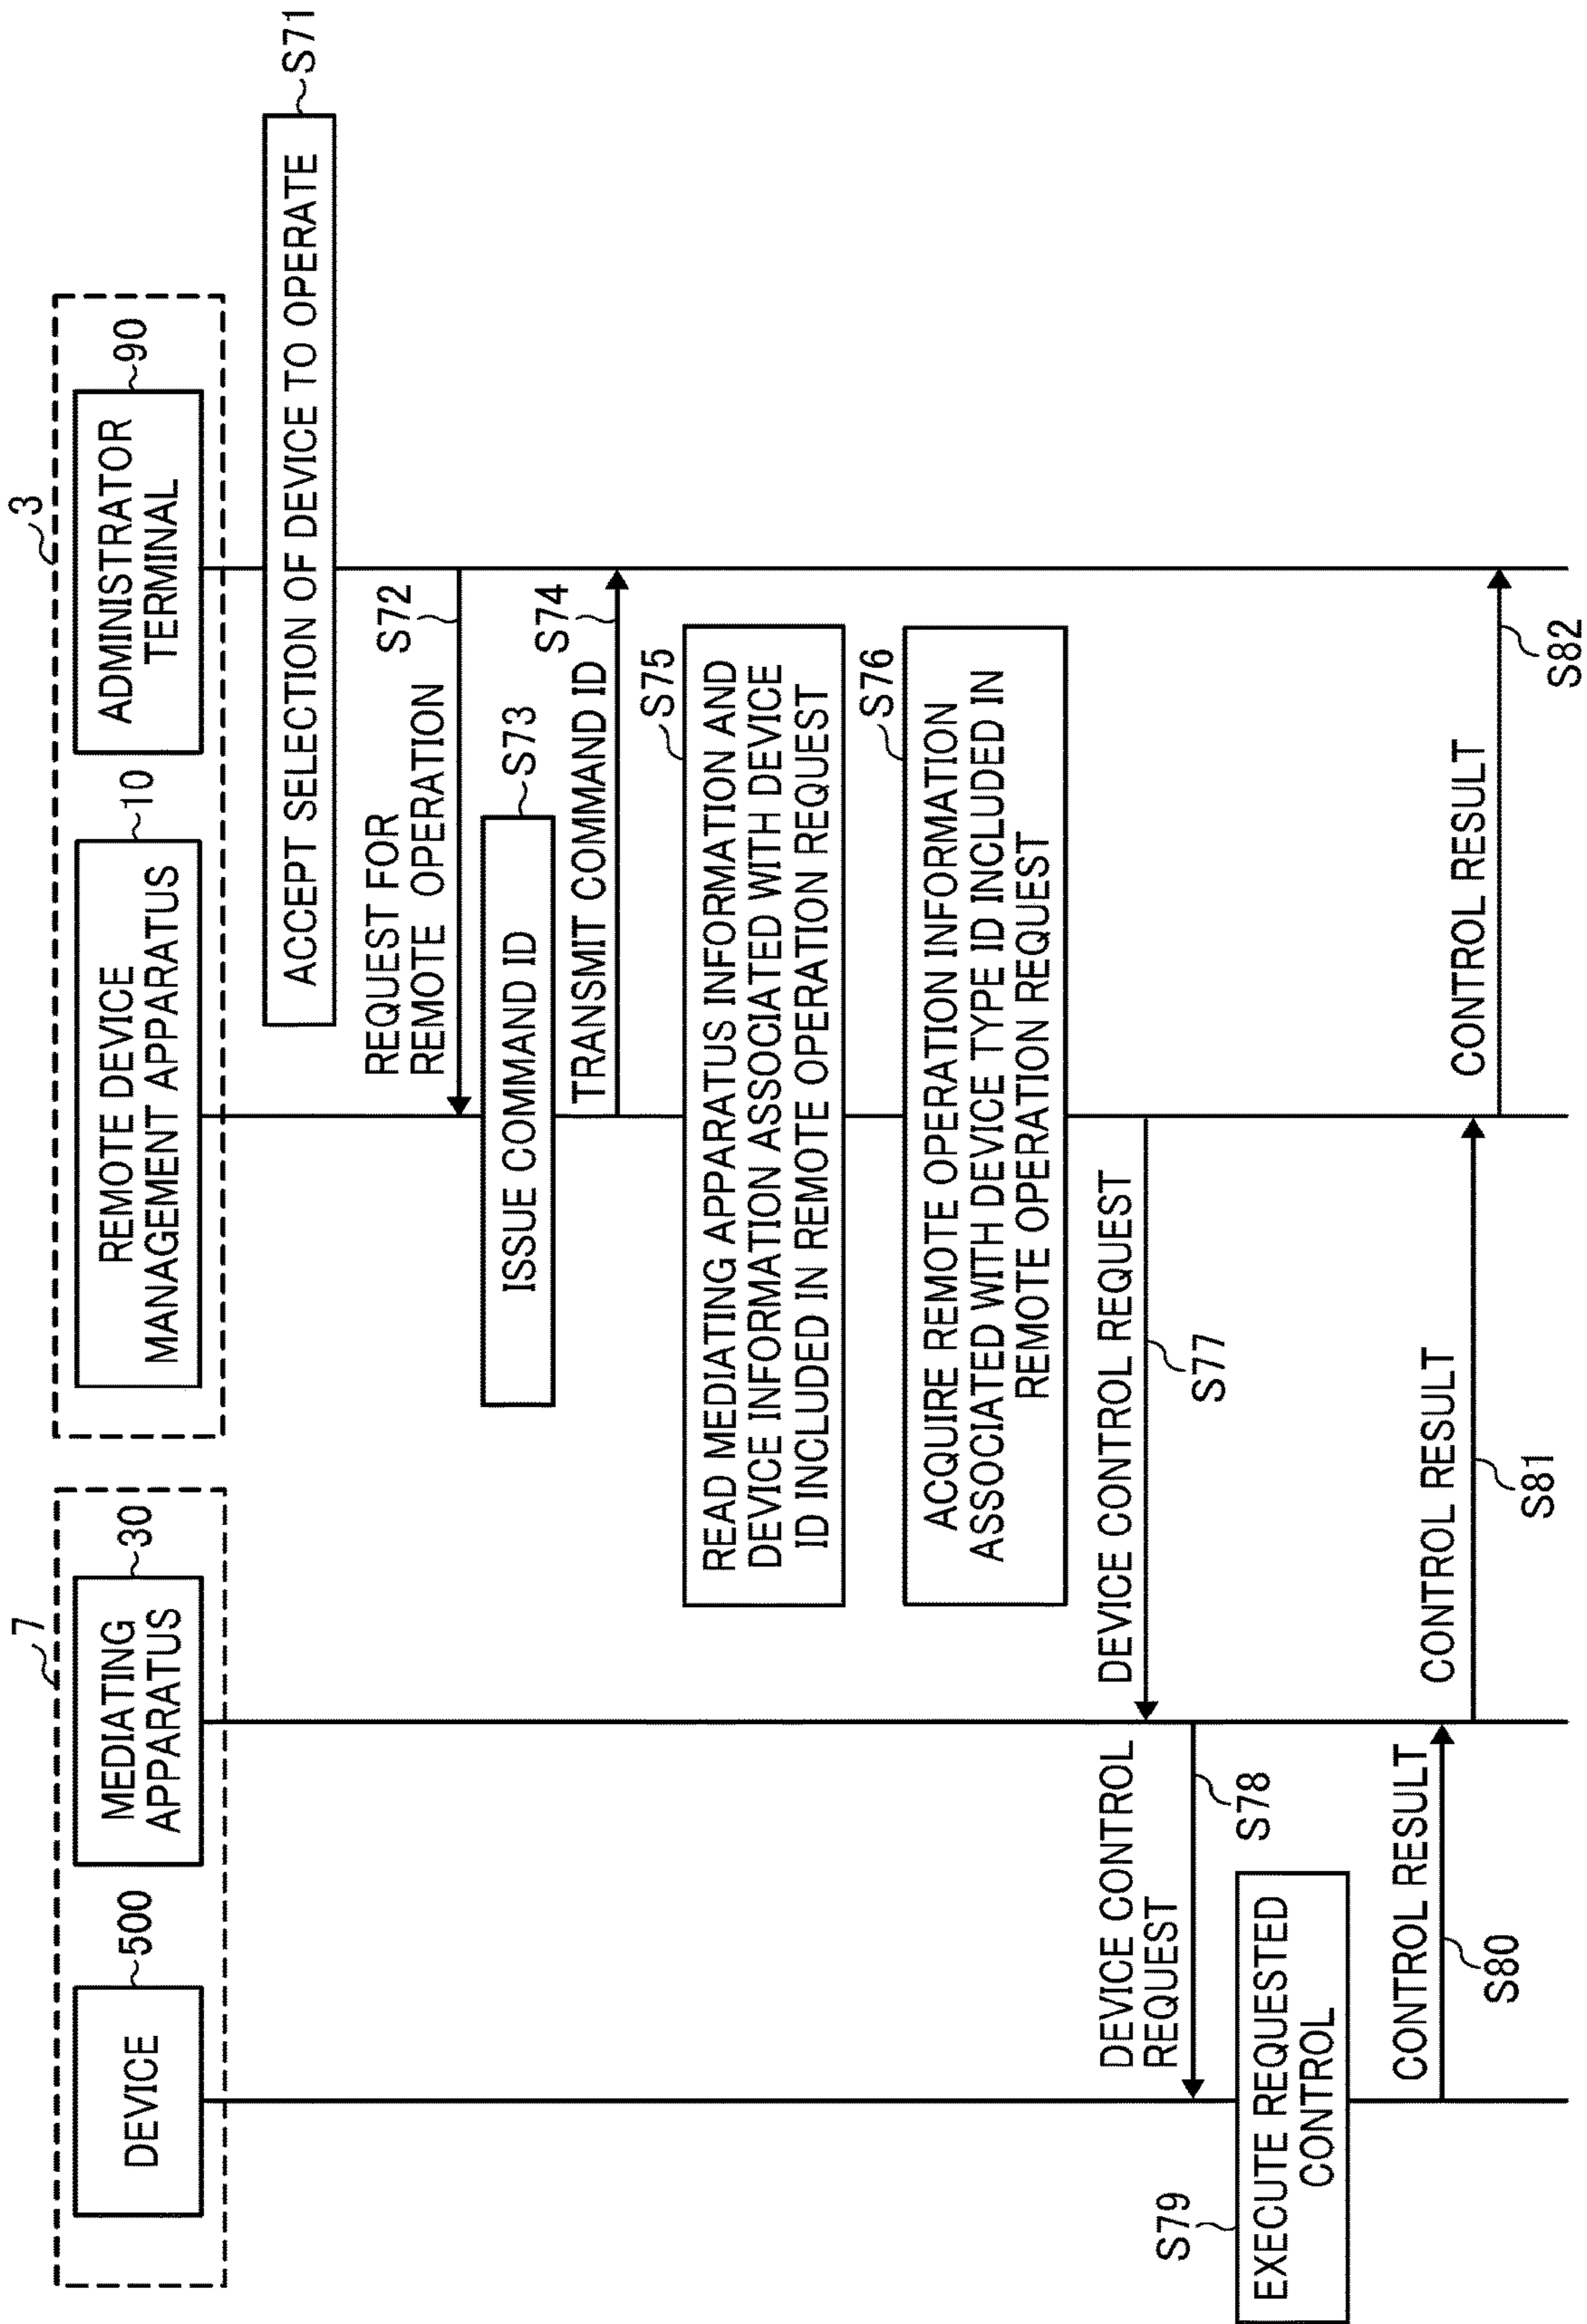 7
3
DEVICE
500
MEDIATING
APPARATUS
30
REMOTE DEVICE
MANAGEMENT APPARATUS
10
ADMINISTRATOR
TERMINAL
90
ACCEPT SELECTION OF DEVICE TO OPERATE
S71
REQUEST FOR
REMOTE OPERATION
S72
ISSUE COMMAND ID
S73
TRANSMIT COMMAND ID
S74
READ MEDIATING APPARATUS INFORMATION AND
DEVICE INFORMATION ASSOCIATED WITH DEVICE
ID INCLUDED IN REMOTE OPERATION REQUEST
S75
ACQUIRE REMOTE OPERATION INFORMATION
ASSOCIATED WITH DEVICE TYPE ID INCLUDED IN
REMOTE OPERATION REQUEST
S76
DEVICE CONTROL REQUEST
S77
DEVICE CONTROL
REQUEST
S78
S79
EXECUTE REQUESTED
CONTROL
CONTROL RESULT
S80
CONTROL RESULT
S81
CONTROL RESULT
S82